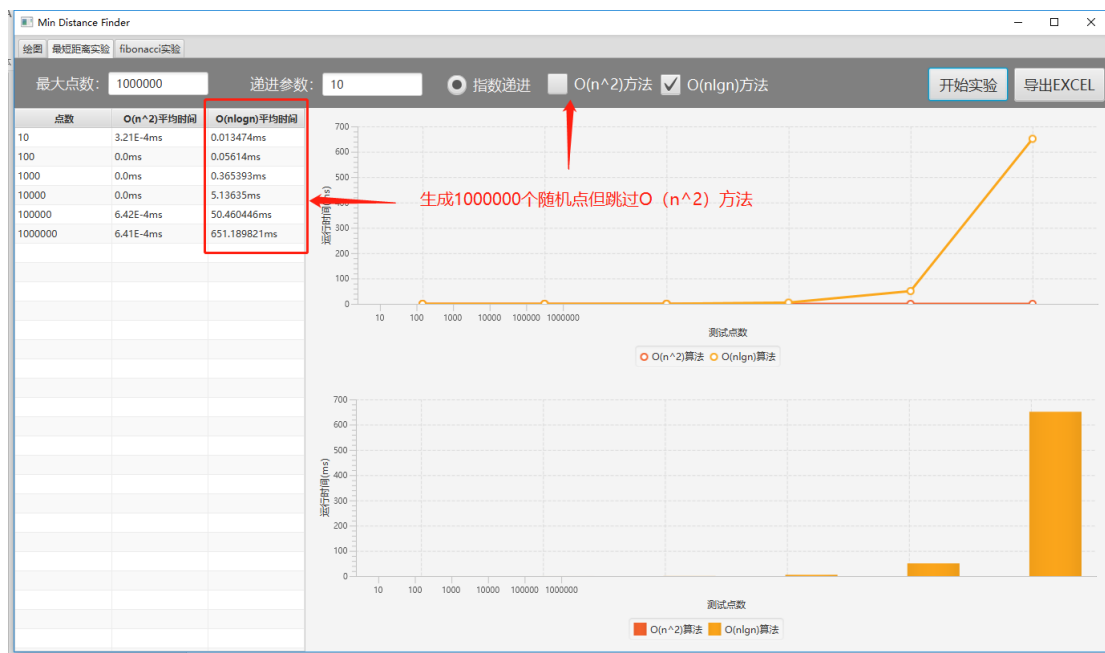 Min Distance Finder
绘图 最短距离实验 fibonacci实验
最大点数: 1000000 递进参数: 10 指数递进 O(n^2)方法 O(nlgn)方法 开始实验 导出EXCEL
点数 O(n^2)平均时间 O(nlogn)平均时间
10 3.21E-4ms 0.013474ms
100 0.0ms 0.05614ms
1000 0.0ms 0.365393ms
10000 0.0ms 5.13635ms
100000 6.42E-4ms 50.460446ms
1000000 6.41E-4ms 651.189821ms
生成1000000个随机点但跳过O（n^2）方法
700
600
500
400
300
200
100
0
运行时间(ms)
10 100 1000 10000 100000 1000000
测试点数
O(n^2)算法 O(nlgn)算法
700
600
500
400
300
200
100
0
运行时间(ms)
10 100 1000 10000 100000 1000000
测试点数
O(n^2)算法 O(nlgn)算法